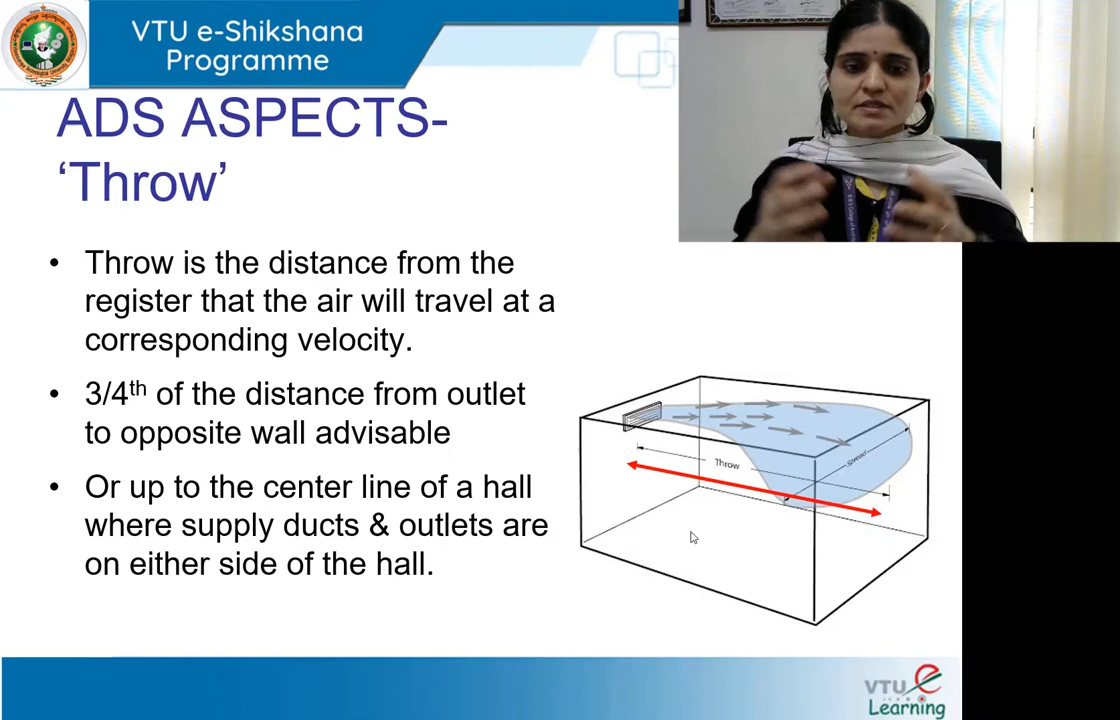 VTU e-Shikshana
Programme
ADS ASPECTS-
‘Throw’
• Throw is the distance from the
register that the air will travel at a
corresponding velocity.
• 3/4th of the distance from outlet
to opposite wall advisable
• Or up to the center line of a hall
where supply ducts & outlets are
on either side of the hall.
Throw
Spread
VTU e
Learning